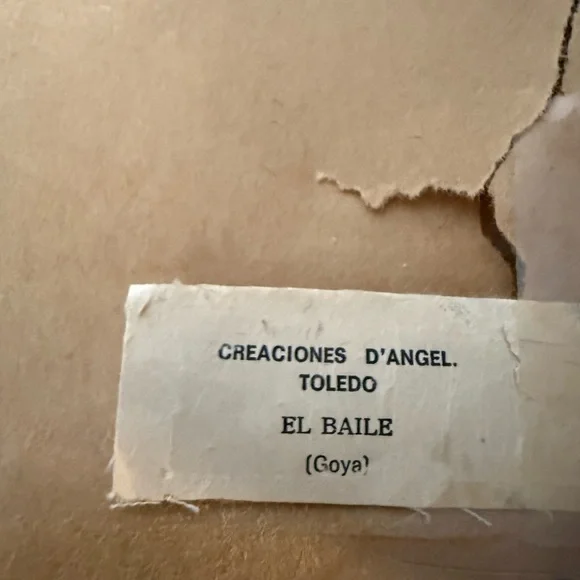 CREACIONES D'ANGEL.
TOLEDO
EL BAILE
(Goya)